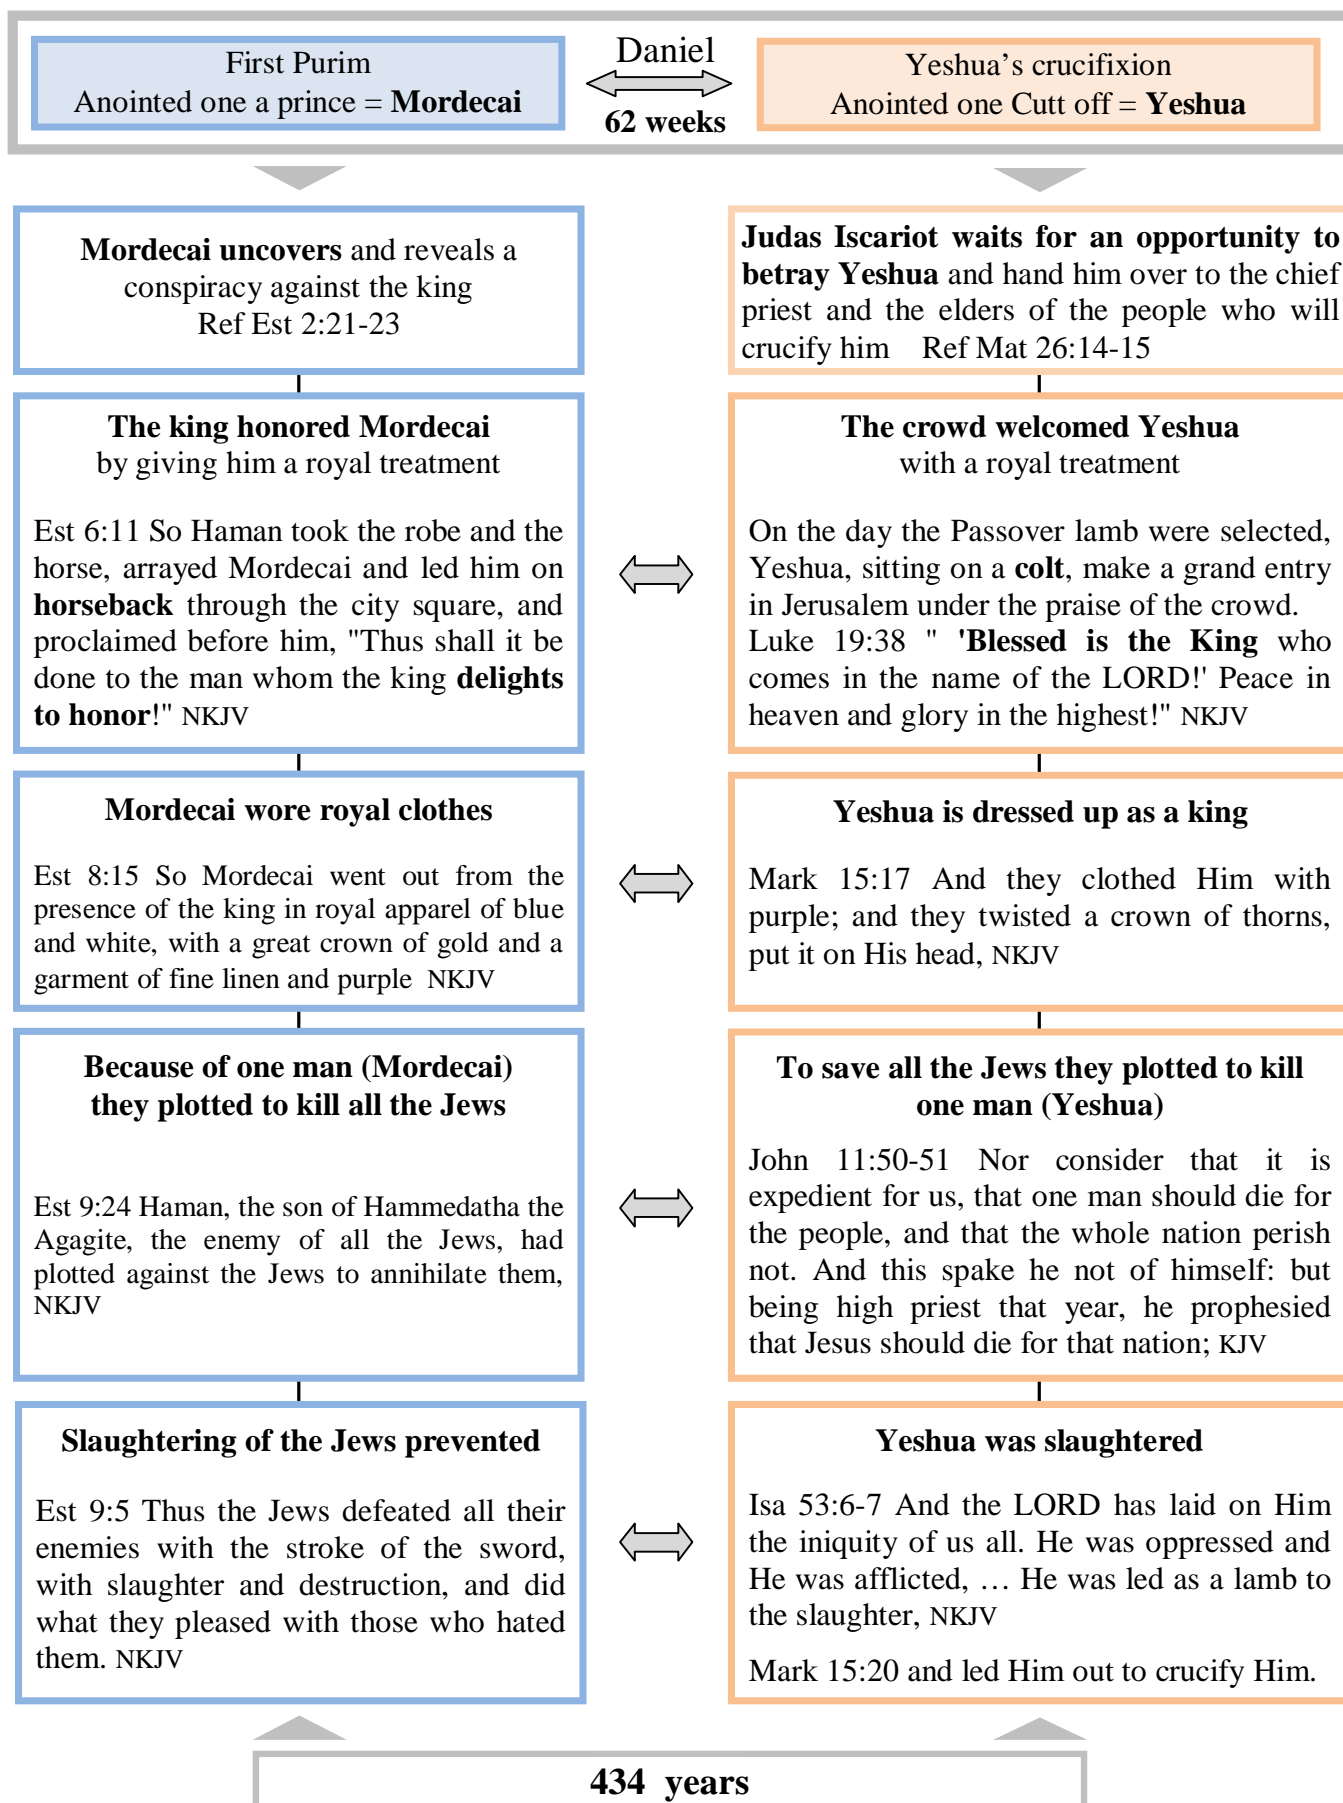 First Purim
Anointed one a prince = Mordecai
Daniel
62 weeks
Yeshua's crucifixion
Anointed one Cutt off = Yeshua
Mordecai uncovers and reveals a
conspiracy against the king
Ref Est 2:21-23
Judas Iscariot waits for an opportunity to
betray Yeshua and hand him over to the chief
priest and the elders of the people who will
crucify him Ref Mat 26:14-15
The king honored Mordecai
by giving him a royal treatment
Est 6:11 So Haman took the robe and the
horse, arrayed Mordecai and led him on
horseback through the city square, and
proclaimed before him, "Thus shall it be
done to the man whom the king delights
to honor!" NKJV
The crowd welcomed Yeshua
with a royal treatment
On the day the Passover lamb were selected,
Yeshua, sitting on a colt, make a grand entry
in Jerusalem under the praise of the crowd.
Luke 19:38 " 'Blessed is the King who
comes in the name of the LORD!' Peace in
heaven and glory in the highest!" NKJV
Mordecai wore royal clothes
Est 8:15 So Mordecai went out from the
presence of the king in royal apparel of blue
and white, with a great crown of gold and a
garment of fine linen and purple NKJV
Yeshua is dressed up as a king
Mark 15:17 And they clothed Him with
purple; and they twisted a crown of thorns,
put it on His head, NKJV
Because of one man (Mordecai)
they plotted to kill all the Jews
Est 9:24 Haman, the son of Hammedatha the
Agagite, the enemy of all the Jews, had
plotted against the Jews to annihilate them,
NKJV
To save all the Jews they plotted to kill
one man (Yeshua)
John 11:50-51 Nor consider that it is
expedient for us, that one man should die for
the people, and that the whole nation perish
not. And this spake he not of himself: but
being high priest that year, he prophesied
that Jesus should die for that nation; KJV
Slaughtering of the Jews prevented
Est 9:5 Thus the Jews defeated all their
enemies with the stroke of the sword,
with slaughter and destruction, and did
what they pleased with those who hated
them. NKJV
Yeshua was slaughtered
Isa 53:6-7 And the LORD has laid on Him
the iniquity of us all. He was oppressed and
He was afflicted, … He was led as a lamb to
the slaughter, NKJV
Mark 15:20 and led Him out to crucify Him.
434 years